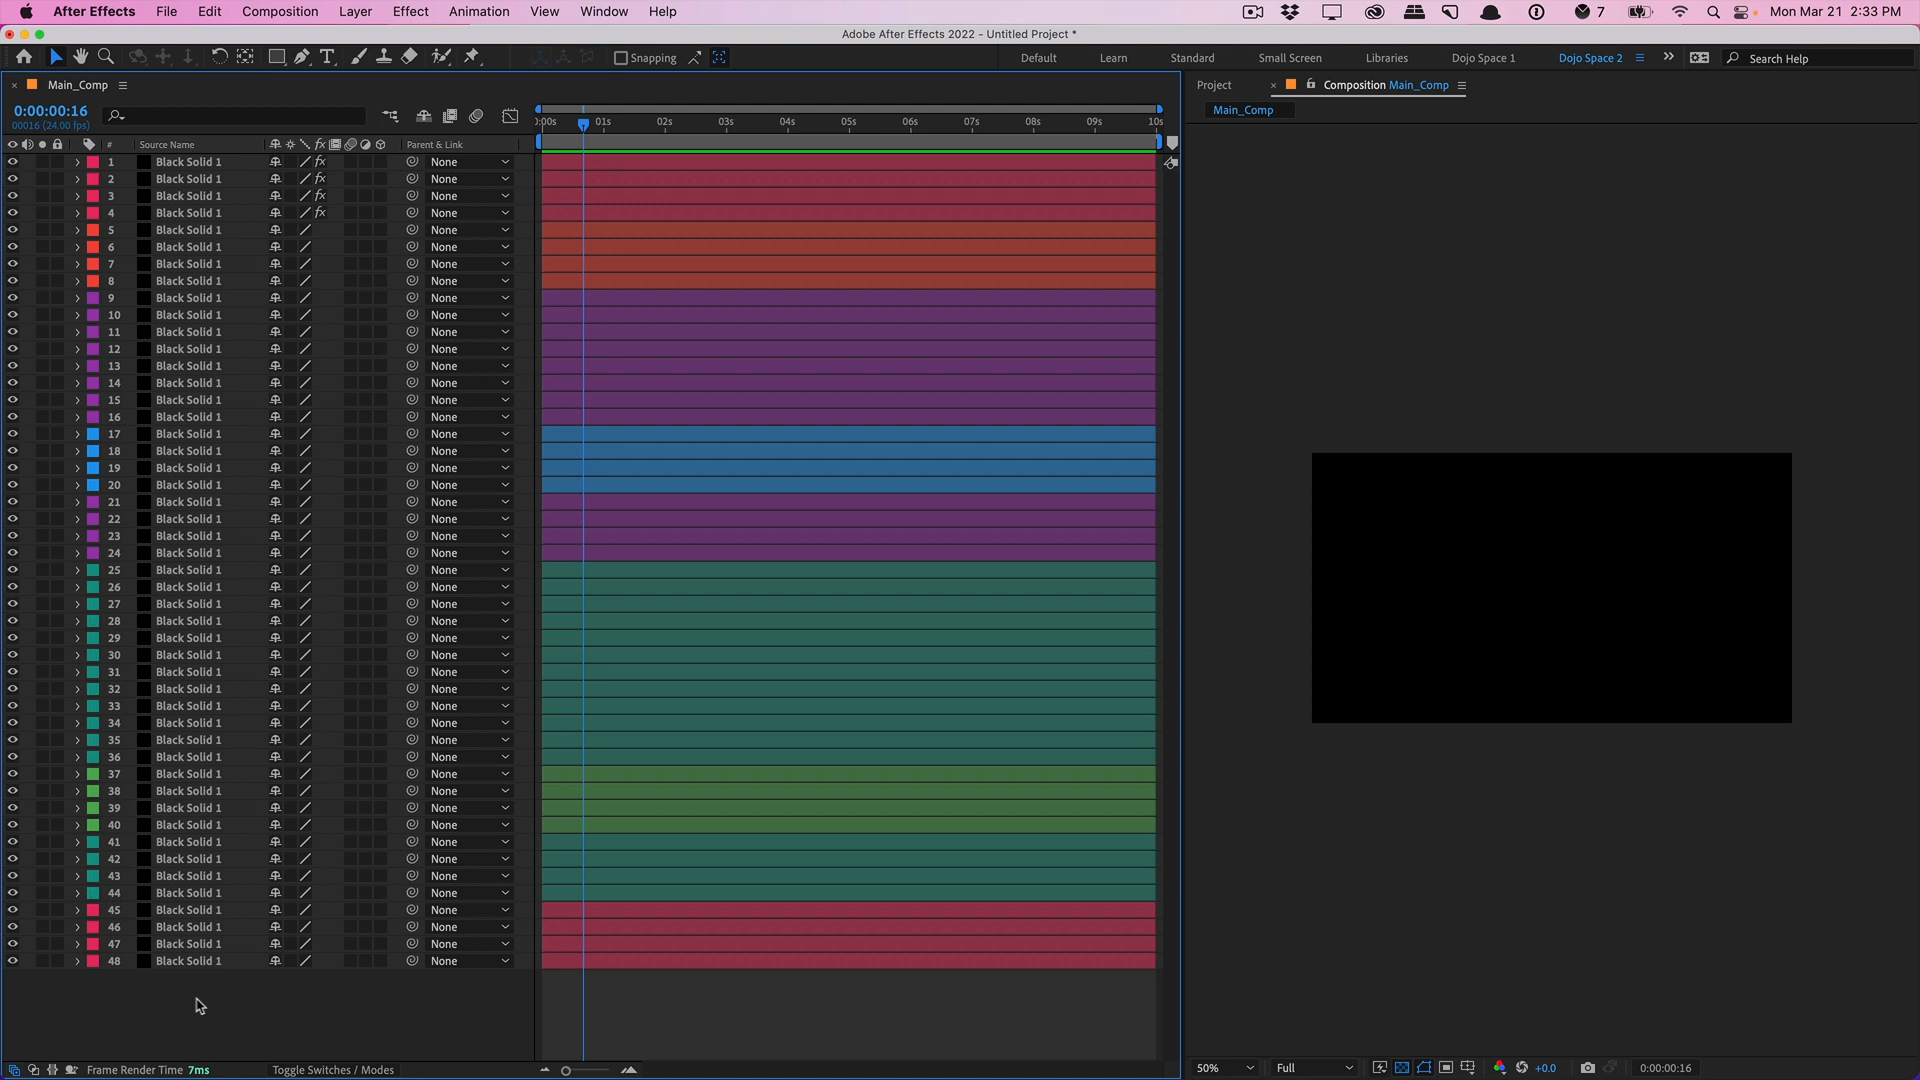 After Effects File Edit Composition Layer Effect Animation View Window Help 7 Mon Mar 21 2:33 PM
Adobe After Effects 2022 - Untitled Project *
Snapping Default Learn Standard Small Screen Libraries Dojo Space 1 Dojo Space 2 Search Help
Main_Comp Project Composition Main_Comp
0:00:00:16 Main_Comp
00016 (24.00 fps) 01s 02s 03s 04s 05s 06s 07s 08s 09s 10s
# Source Name fx Parent & Link
1 Black Solid 1 fx None
2 Black Solid 1 fx None
3 Black Solid 1 fx None
4 Black Solid 1 fx None
5 Black Solid 1 None
6 Black Solid 1 None
7 Black Solid 1 None
8 Black Solid 1 None
9 Black Solid 1 None
10 Black Solid 1 None
11 Black Solid 1 None
12 Black Solid 1 None
13 Black Solid 1 None
14 Black Solid 1 None
15 Black Solid 1 None
16 Black Solid 1 None
17 Black Solid 1 None
18 Black Solid 1 None
19 Black Solid 1 None
20 Black Solid 1 None
21 Black Solid 1 None
22 Black Solid 1 None
23 Black Solid 1 None
24 Black Solid 1 None
25 Black Solid 1 None
26 Black Solid 1 None
27 Black Solid 1 None
28 Black Solid 1 None
29 Black Solid 1 None
30 Black Solid 1 None
31 Black Solid 1 None
32 Black Solid 1 None
33 Black Solid 1 None
34 Black Solid 1 None
35 Black Solid 1 None
36 Black Solid 1 None
37 Black Solid 1 None
38 Black Solid 1 None
39 Black Solid 1 None
40 Black Solid 1 None
41 Black Solid 1 None
42 Black Solid 1 None
43 Black Solid 1 None
44 Black Solid 1 None
45 Black Solid 1 None
46 Black Solid 1 None
47 Black Solid 1 None
48 Black Solid 1 None
Frame Render Time 7ms Toggle Switches / Modes 50% Full +0.0 0:00:00:16